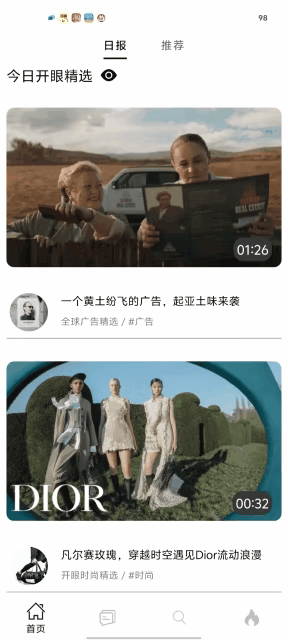 98
日报 推荐
今日开眼精选
REAL ESTATE
01:26
一个黄土纷飞的广告，起亚土味来袭
全球广告精选 / #广告
DIOR
00:32
凡尔赛玫瑰，穿越时空遇见Dior流动浪漫
开眼时尚精选 / #时尚
首页